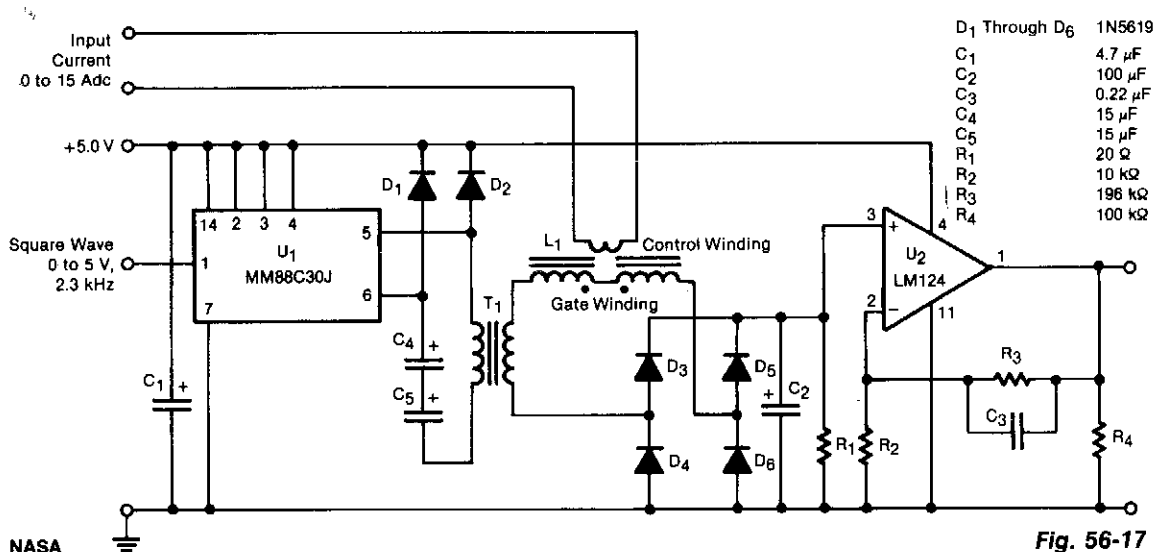 Input
Current
0 to 15 Adc
+5.0 V
Square Wave
0 to 5 V,
2.3 kHz
14 2 3 4
U1
MM88C30J
1
5
6
7
D1
D2
C1 +
C4 +
C5 +
T1
L1
Control Winding
Gate Winding
D3
D5
D4
D6
+ C2
R1
R2
3 +
2 −
4
U2
LM124
1
11
R3
C3
R4
D1 Through D6 1N5619
C1 4.7 µF
C2 100 µF
C3 0.22 µF
C4 15 µF
C5 15 µF
R1 20 Ω
R2 10 kΩ
R3 196 kΩ
R4 100 kΩ
NASA
Fig. 56-17